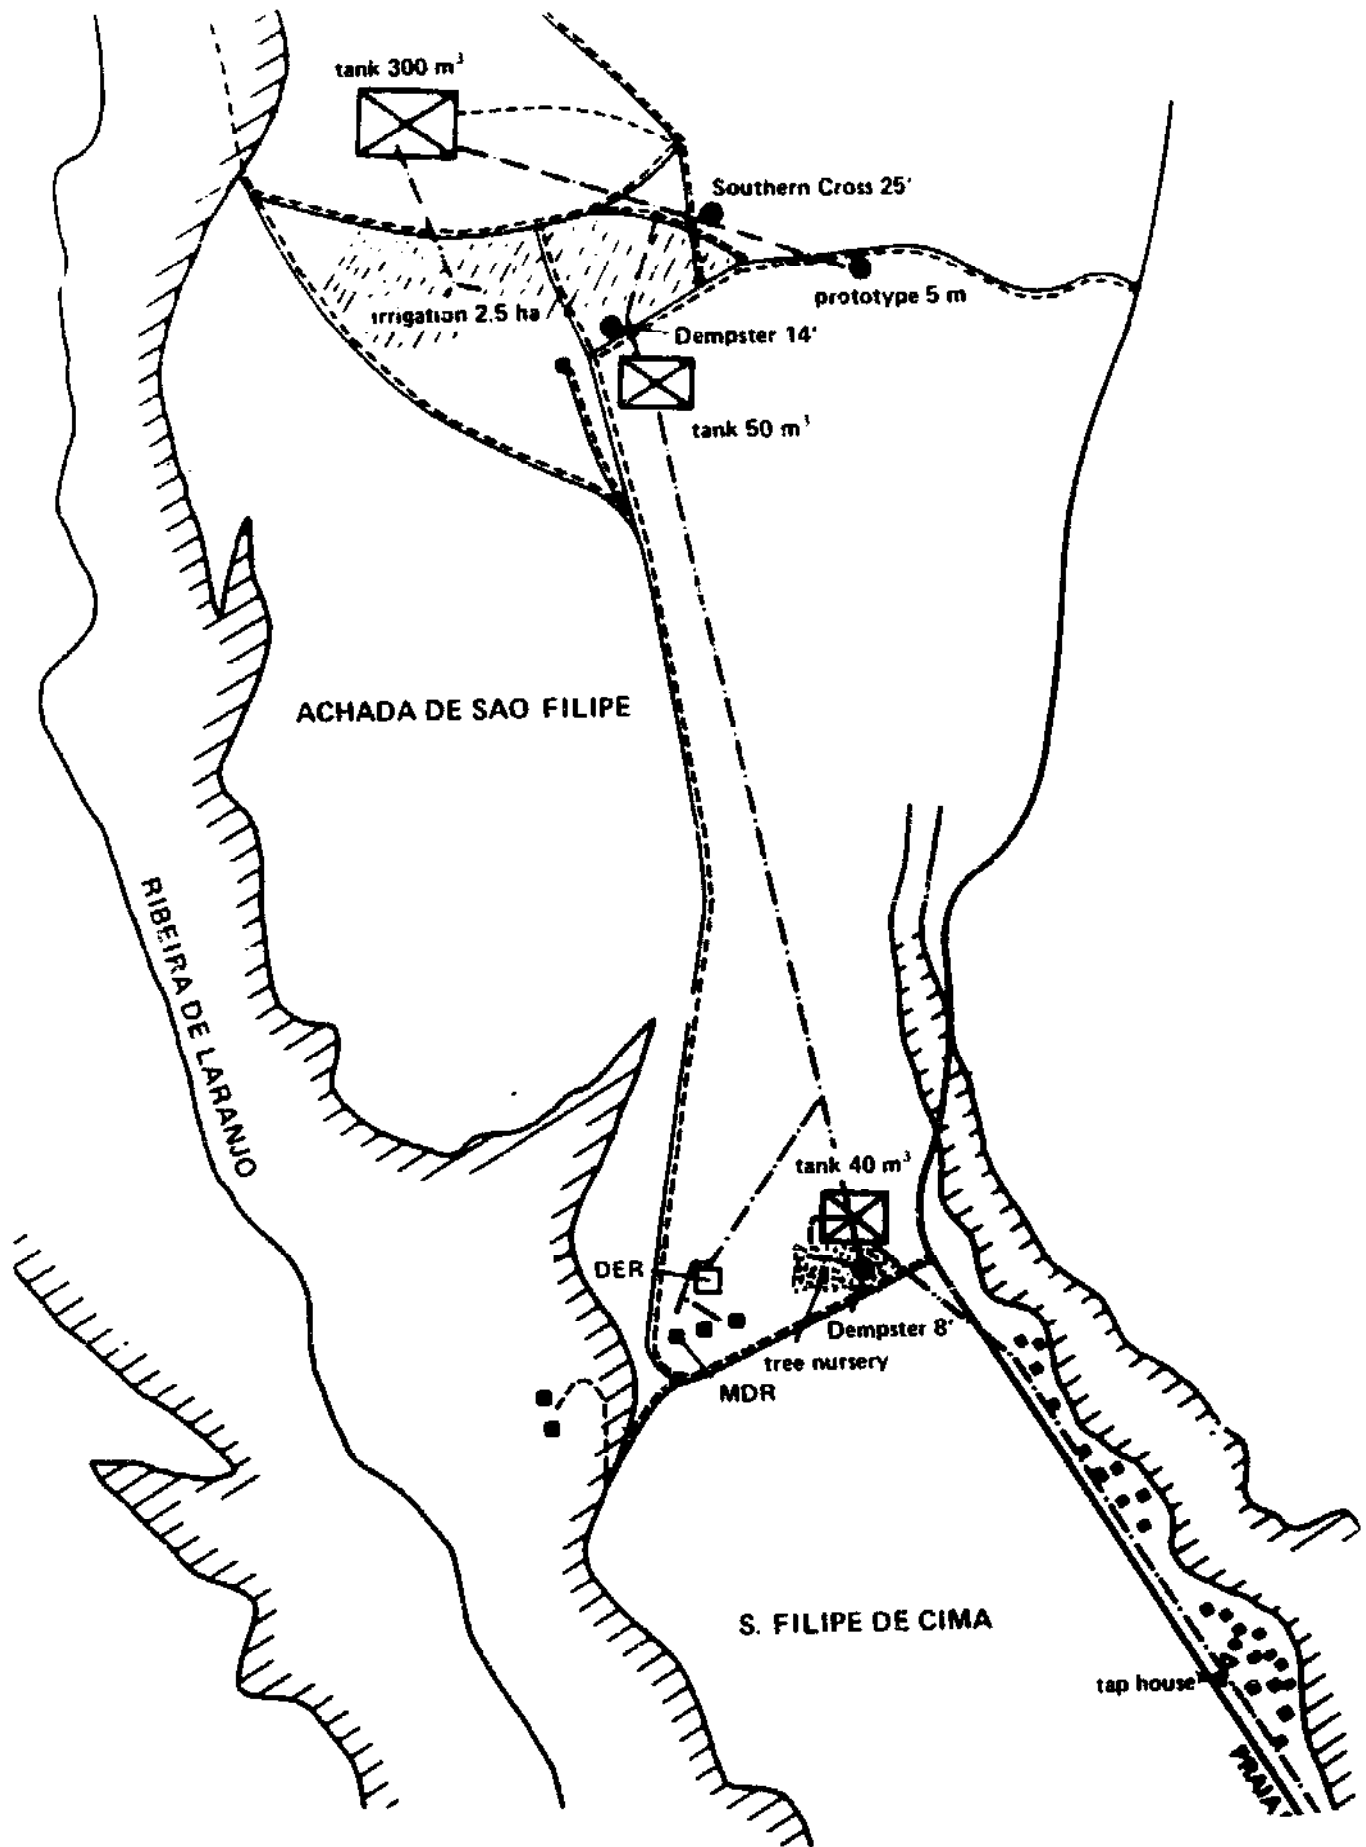 tank 300 m³
Southern Cross 25'
prototype 5 m
irrigation 2.5 ha
Dempster 14'
tank 50 m³
ACHADA DE SAO FILIPE
RIBEIRA DE LARANJO
tank 40 m³
DER
Dempster 8'
tree nursery
MDR
S. FILIPE DE CIMA
tap house
PRAIA